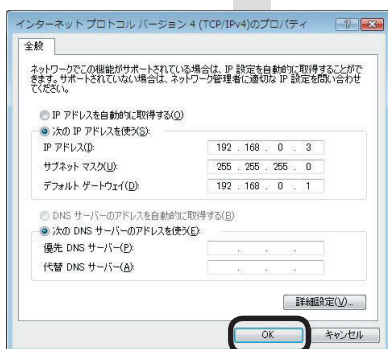 インターネット プロトコル バージョン 4 (TCP/IPv4)のプロパティ
全般
ネットワークでこの機能がサポートされている場合は、IP 設定を自動的に取得することがで
きます。サポートされていない場合は、ネットワーク管理者に適切な IP 設定を問い合わせ
てください。
IP アドレスを自動的に取得する(O)
次の IP アドレスを使う(S):
IP アドレス(I): 192 . 168 . 0 . 3
サブネット マスク(U): 255 . 255 . 255 . 0
デフォルト ゲートウェイ(D): 192 . 168 . 0 . 1
DNS サーバーのアドレスを自動的に取得する(B)
次の DNS サーバーのアドレスを使う(E):
優先 DNS サーバー(P): . . .
代替 DNS サーバー(A): . . .
詳細設定(V)...
OK キャンセル